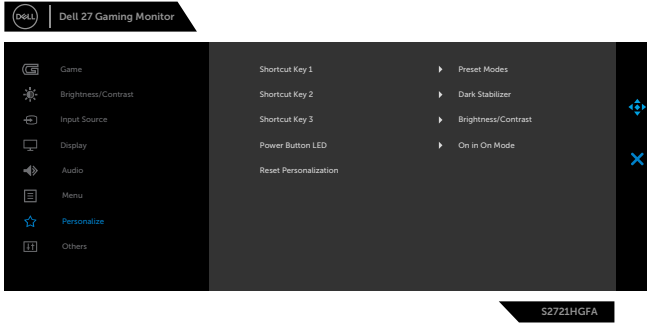 DELL Dell 27 Gaming Monitor
Game Shortcut Key 1 Preset Modes
Brightness/Contrast Shortcut Key 2 Dark Stabilizer
Input Source Shortcut Key 3 Brightness/Contrast
Display Power Button LED On in On Mode
Audio Reset Personalization
Menu
Personalize
Others
S2721HGFA